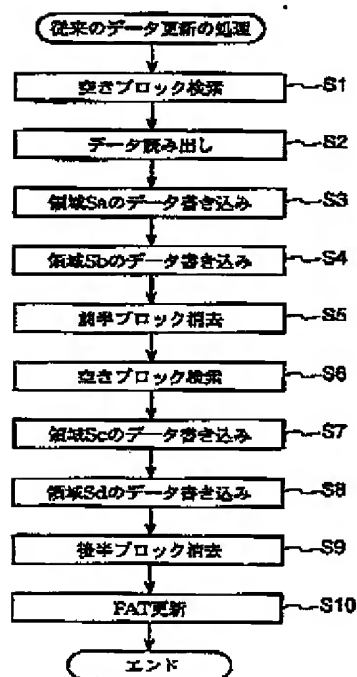 従来のデータ更新の処理
空きブロック検索 S1
データ読み出し S2
領域Saのデータ書き込み S3
領域Sbのデータ書き込み S4
前半ブロック消去 S5
空きブロック検索 S6
領域Scのデータ書き込み S7
領域Sdのデータ書き込み S8
後半ブロック消去 S9
FAT更新 S10
エンド